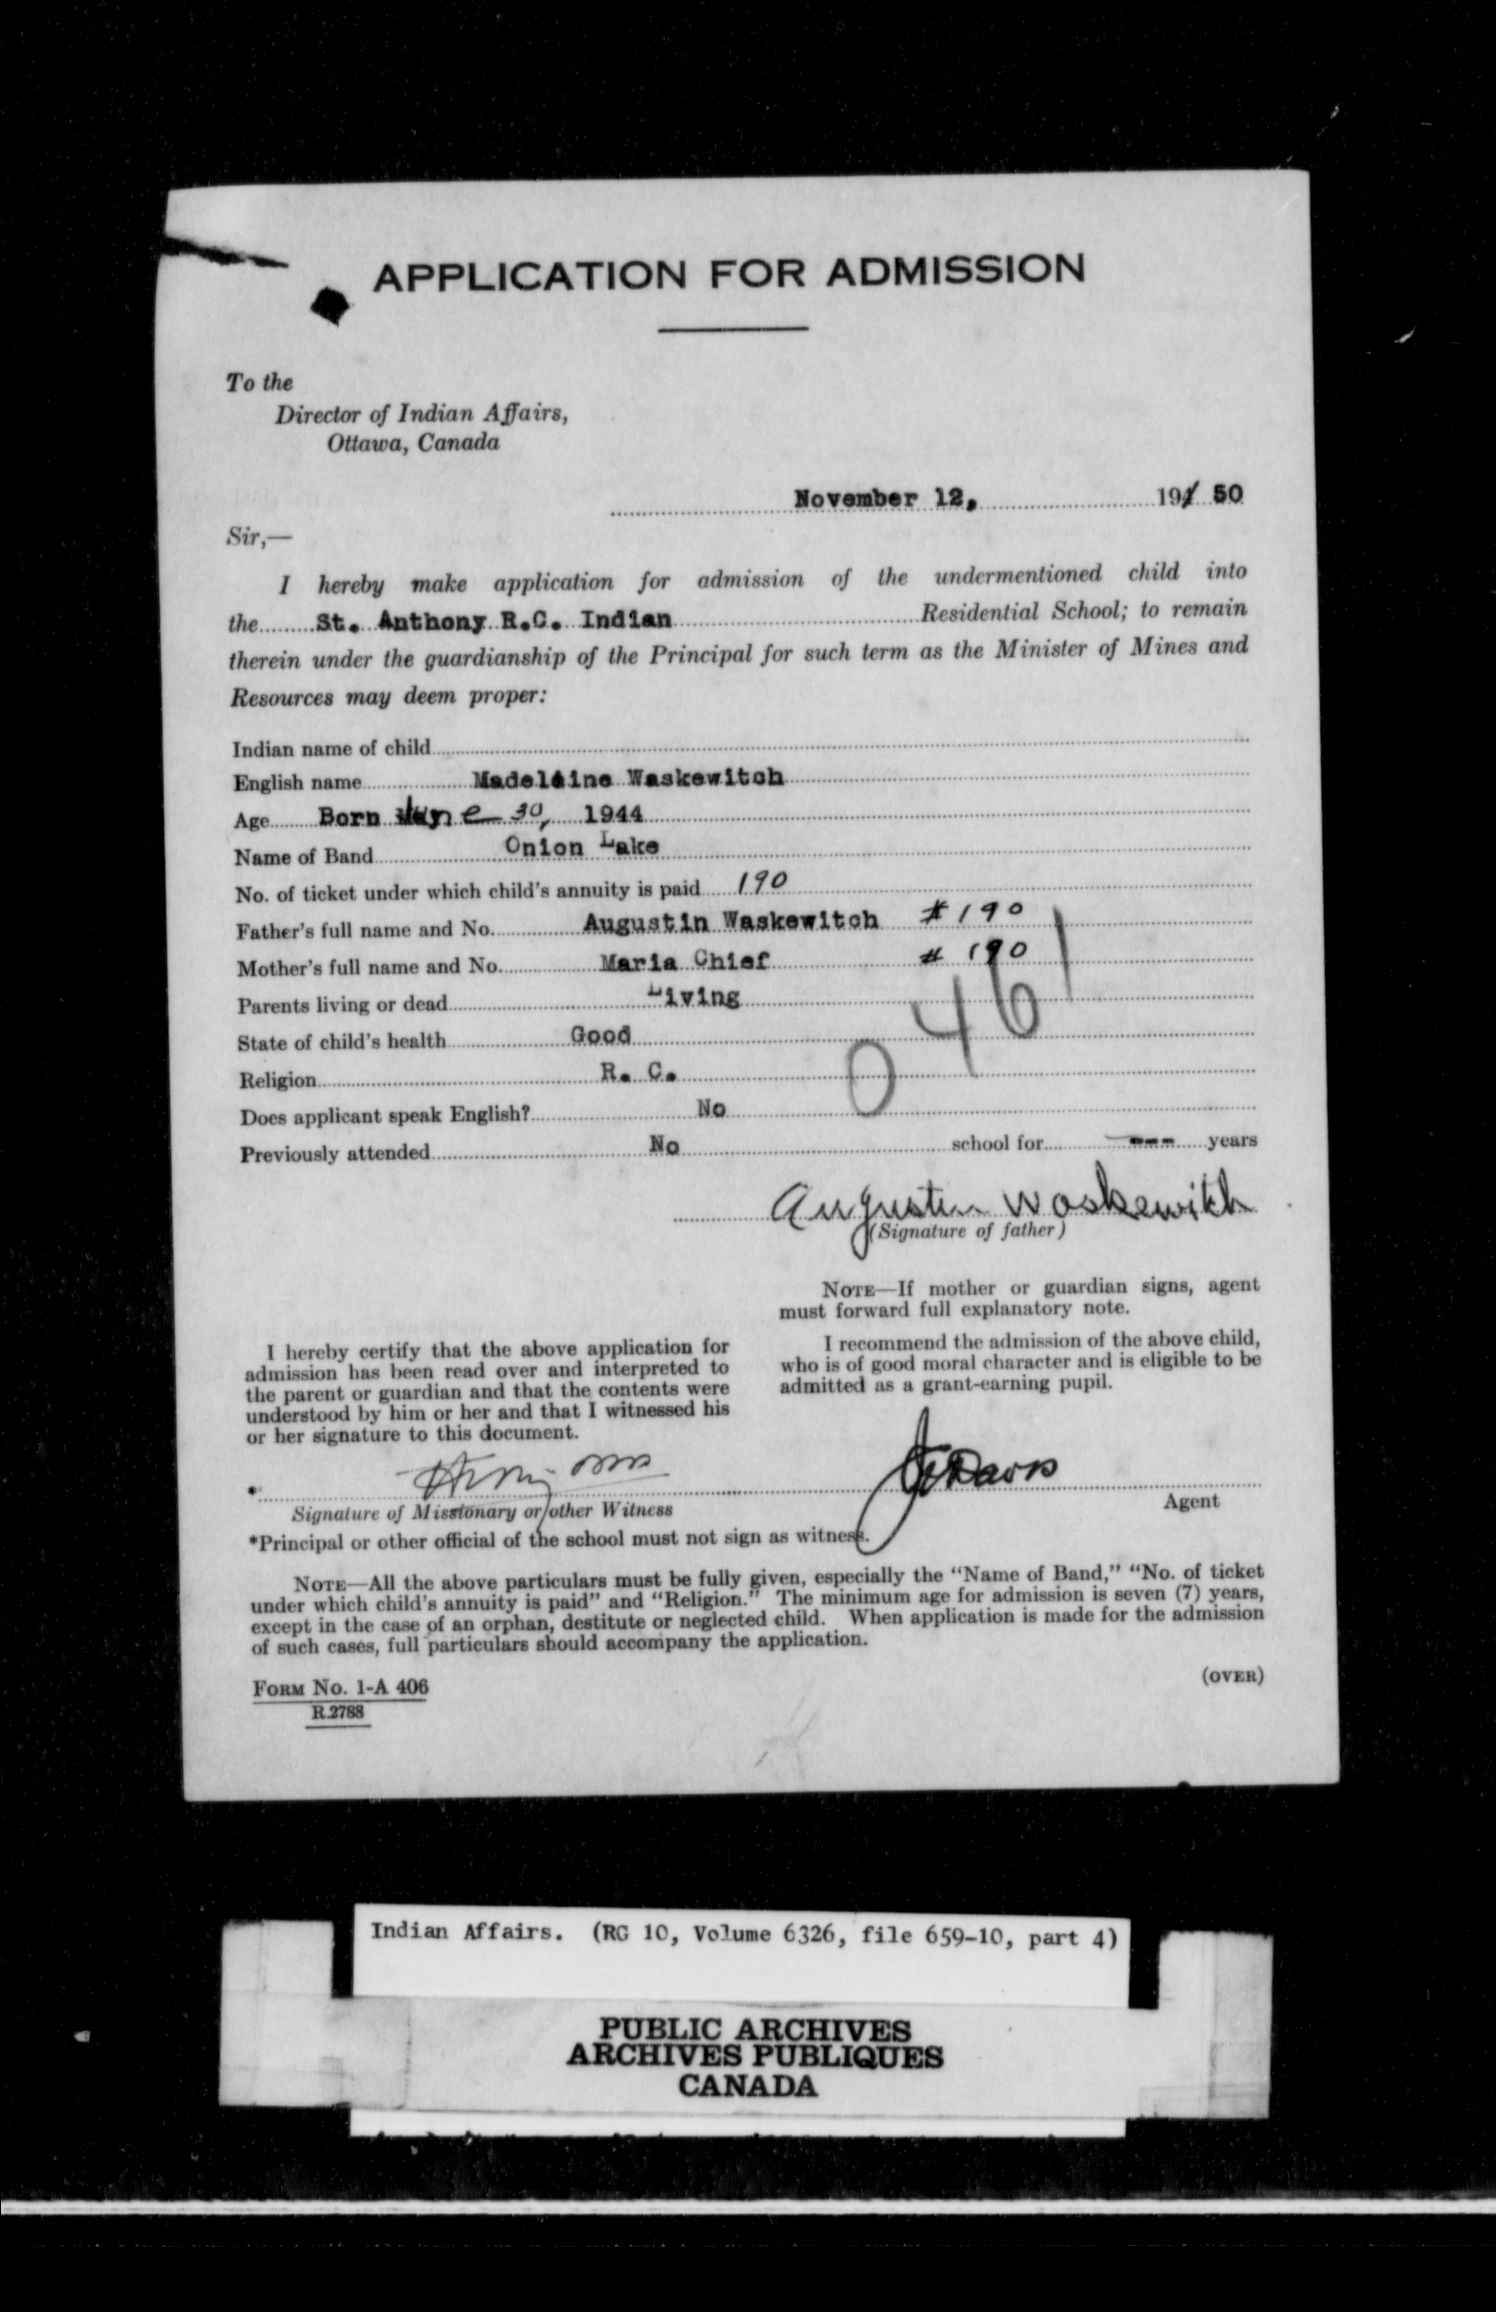 APPLICATION FOR ADMISSION
To the
Director of Indian Affairs,
Ottawa, Canada
November 12, 194 50
Sir,—
I hereby make application for admission of the undermentioned child into
the St. Anthony R.C. Indian Residential School; to remain
therein under the guardianship of the Principal for such term as the Minister of Mines and
Resources may deem proper:
Indian name of child
English name Madeleine Waskewitch
Age Born June 30, 1944
Name of Band Onion Lake
No. of ticket under which child's annuity is paid 190
Father's full name and No. Augustin Waskewitch # 190
Mother's full name and No. Maria Chief # 190
Parents living or dead Living
State of child's health Good
0461
Religion R. C.
Does applicant speak English? No
Previously attended No school for --- years
Augustin Waskewitch
(Signature of father)
NOTE—If mother or guardian signs, agent
must forward full explanatory note.
I hereby certify that the above application for
admission has been read over and interpreted to
the parent or guardian and that the contents were
understood by him or her and that I witnessed his
or her signature to this document.
I recommend the admission of the above child,
who is of good moral character and is eligible to be
admitted as a grant-earning pupil.
*
Signature of Missionary or other Witness
Agent
*Principal or other official of the school must not sign as witness.
NOTE—All the above particulars must be fully given, especially the "Name of Band," "No. of ticket
under which child's annuity is paid" and "Religion." The minimum age for admission is seven (7) years,
except in the case of an orphan, destitute or neglected child. When application is made for the admission
of such cases, full particulars should accompany the application.
FORM No. 1-A 406
R.2788
(OVER)
Indian Affairs. (RG 10, Volume 6326, file 659-10, part 4)
PUBLIC ARCHIVES
ARCHIVES PUBLIQUES
CANADA